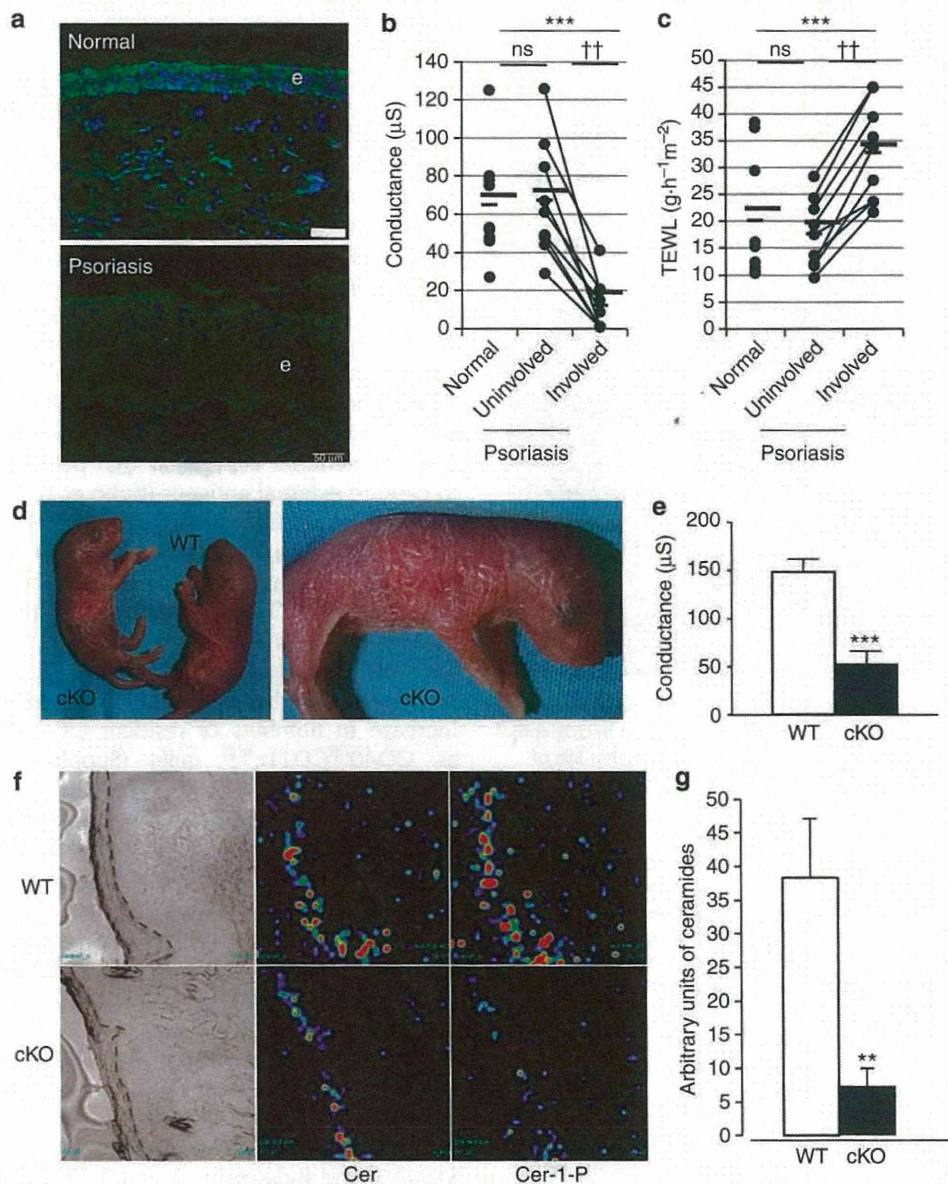 a
Normal
e
Psoriasis
e
50 µm
b
***
ns
††
Conductance (µS)
140
120
100
80
60
40
20
0
Normal
Uninvolved
Involved
Psoriasis
c
***
ns
††
TEWL (g·h⁻¹m⁻²)
50
45
40
35
30
25
20
15
10
5
0
Normal
Uninvolved
Involved
Psoriasis
d
WT
cKO
cKO
e
Conductance (µS)
200
150
100
50
0
***
WT
cKO
f
WT
cKO
Cer
Cer-1-P
g
Arbitrary units of ceramides
50
45
40
35
30
25
20
15
10
5
0
**
WT
cKO